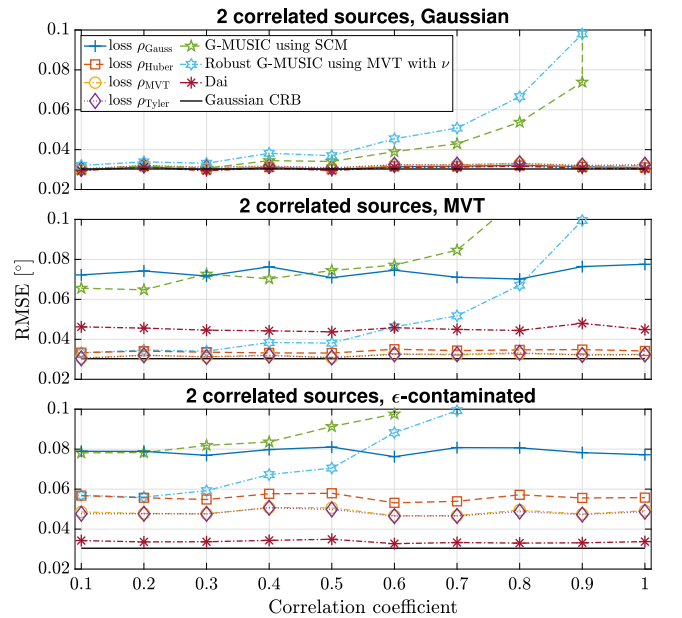 2 correlated sources, Gaussian
0.1
0.08
0.06
0.04
0.02
loss ρGauss
loss ρHuber
loss ρMVT
loss ρTyler
G-MUSIC using SCM
Robust G-MUSIC using MVT with ν
Dai
Gaussian CRB
2 correlated sources, MVT
0.1
0.08
0.06
0.04
0.02
RMSE [°]
2 correlated sources, ϵ-contaminated
0.1
0.08
0.06
0.04
0.02
0.1 0.2 0.3 0.4 0.5 0.6 0.7 0.8 0.9 1
Correlation coefficient